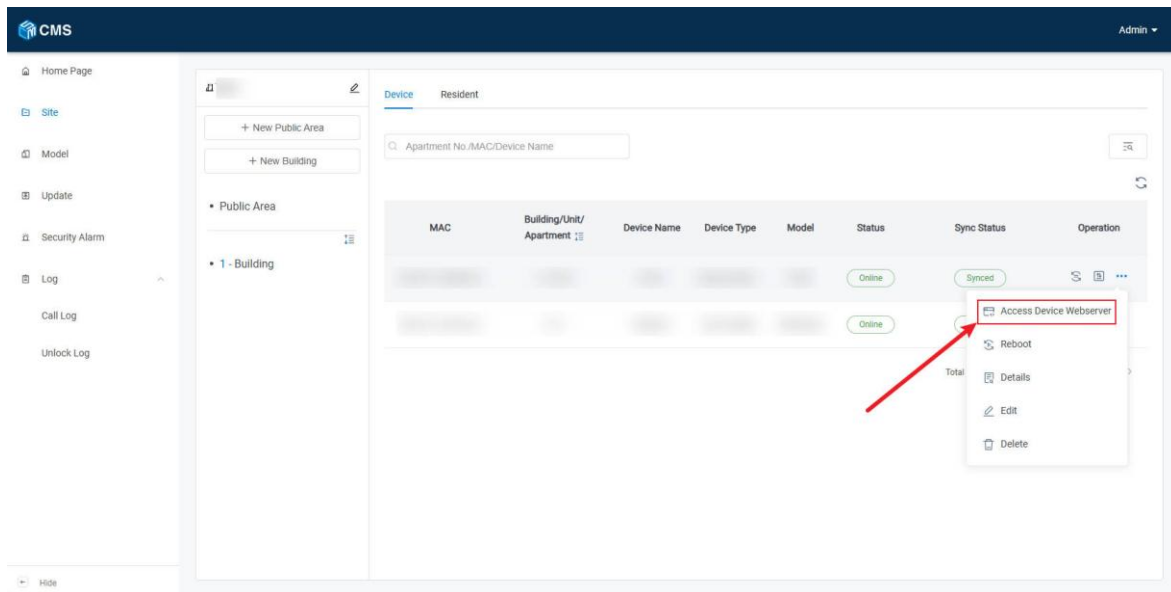 CMS
Admin
Home Page
Site
Model
Update
Security Alarm
Log
Call Log
Unlock Log
Hide
+ New Public Area
+ New Building
• Public Area
• 1 - Building
Device Resident
Apartment No./MAC/Device Name
MAC Building/Unit/Apartment Device Name Device Type Model Status Sync Status Operation
Online Synced
Access Device Webserver
Online
Reboot
Total
Details
Edit
Delete